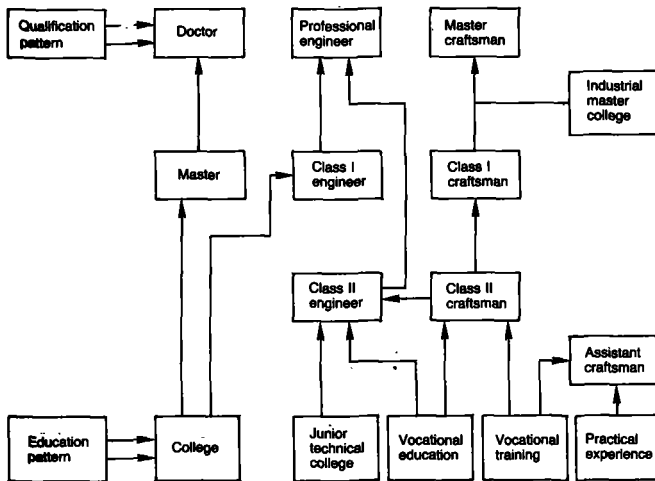 Qualification
pattern
Doctor
Professional
engineer
Master
craftsman
Industrial
master
college
Master
Class I
engineer
Class I
craftsman
Class II
engineer
Class II
craftsman
Assistant
craftsman
Education
pattern
College
Junior
technical
college
Vocational
education
Vocational
training
Practical
experience